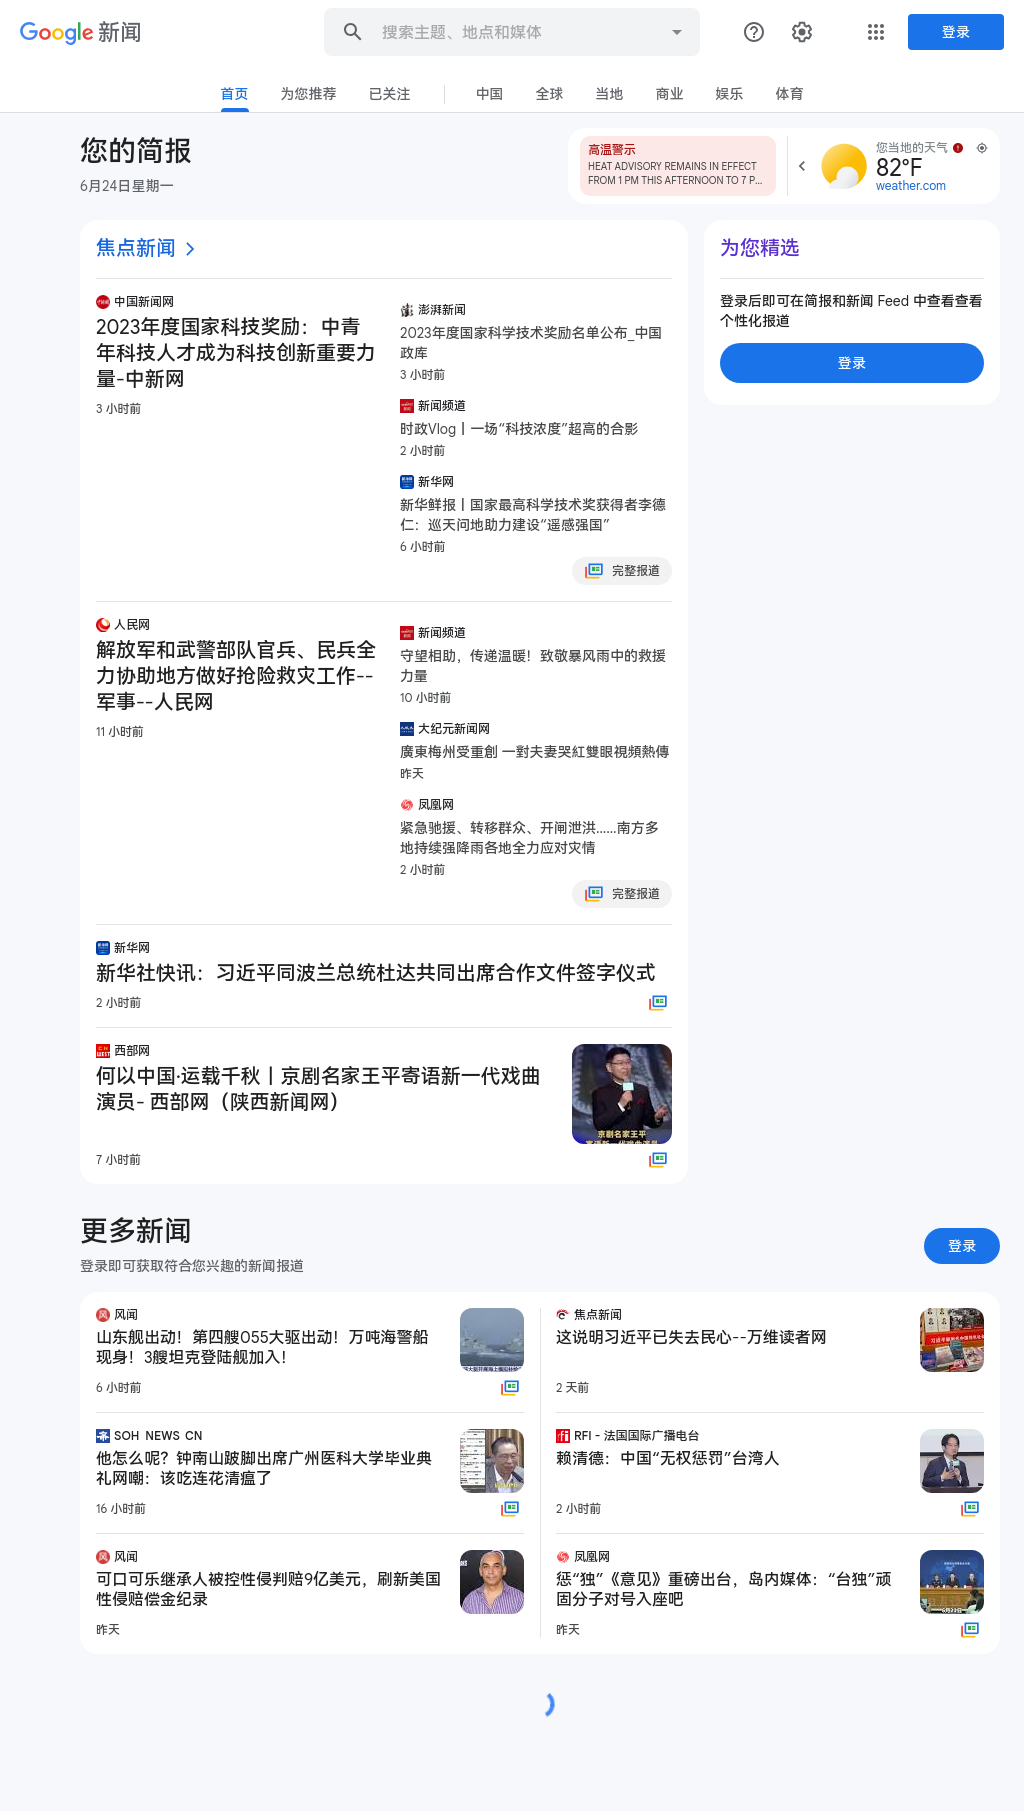 Google 新闻
搜索主题、地点和媒体
登录
首页
为您推荐
已关注
中国
全球
当地
商业
娱乐
体育
您的简报
6月24日星期一
高温警示
HEAT ADVISORY REMAINS IN EFFECT
FROM 1 PM THIS AFTERNOON TO 7 P...
您当地的天气
82°F
weather.com
焦点新闻
中国新闻网
2023年度国家科技奖励：中青
年科技人才成为科技创新重要力
量-中新网
3 小时前
澎湃新闻
2023年度国家科学技术奖励名单公布_中国
政库
3 小时前
新闻频道
时政Vlog丨一场“科技浓度”超高的合影
2 小时前
新华网
新华鲜报丨国家最高科学技术奖获得者李德
仁：巡天问地助力建设“遥感强国”
6 小时前
完整报道
人民网
解放军和武警部队官兵、民兵全
力协助地方做好抢险救灾工作--
军事--人民网
11 小时前
新闻频道
守望相助，传递温暖！致敬暴风雨中的救援
力量
10 小时前
大纪元新闻网
廣東梅州受重創 一對夫妻哭紅雙眼視頻熱傳
昨天
凤凰网
紧急驰援、转移群众、开闸泄洪……南方多
地持续强降雨各地全力应对灾情
2 小时前
完整报道
新华网
新华社快讯：习近平同波兰总统杜达共同出席合作文件签字仪式
2 小时前
西部网
何以中国·运载千秋丨京剧名家王平寄语新一代戏曲
演员- 西部网（陕西新闻网）
7 小时前
京剧名家王平
为您精选
登录后即可在简报和新闻 Feed 中查看查看
个性化报道
登录
更多新闻
登录即可获取符合您兴趣的新闻报道
登录
风闻
山东舰出动！第四艘055大驱出动！万吨海警船
现身！3艘坦克登陆舰加入！
6 小时前
SOH NEWS CN
他怎么呢？钟南山跛脚出席广州医科大学毕业典
礼网嘲：该吃连花清瘟了
16 小时前
风闻
可口可乐继承人被控性侵判赔9亿美元，刷新美国
性侵赔偿金纪录
昨天
焦点新闻
这说明习近平已失去民心--万维读者网
2 天前
RFI - 法国国际广播电台
赖清德：中国“无权惩罚”台湾人
2 小时前
凤凰网
惩“独”《意见》重磅出台，岛内媒体：“台独”顽
固分子对号入座吧
昨天